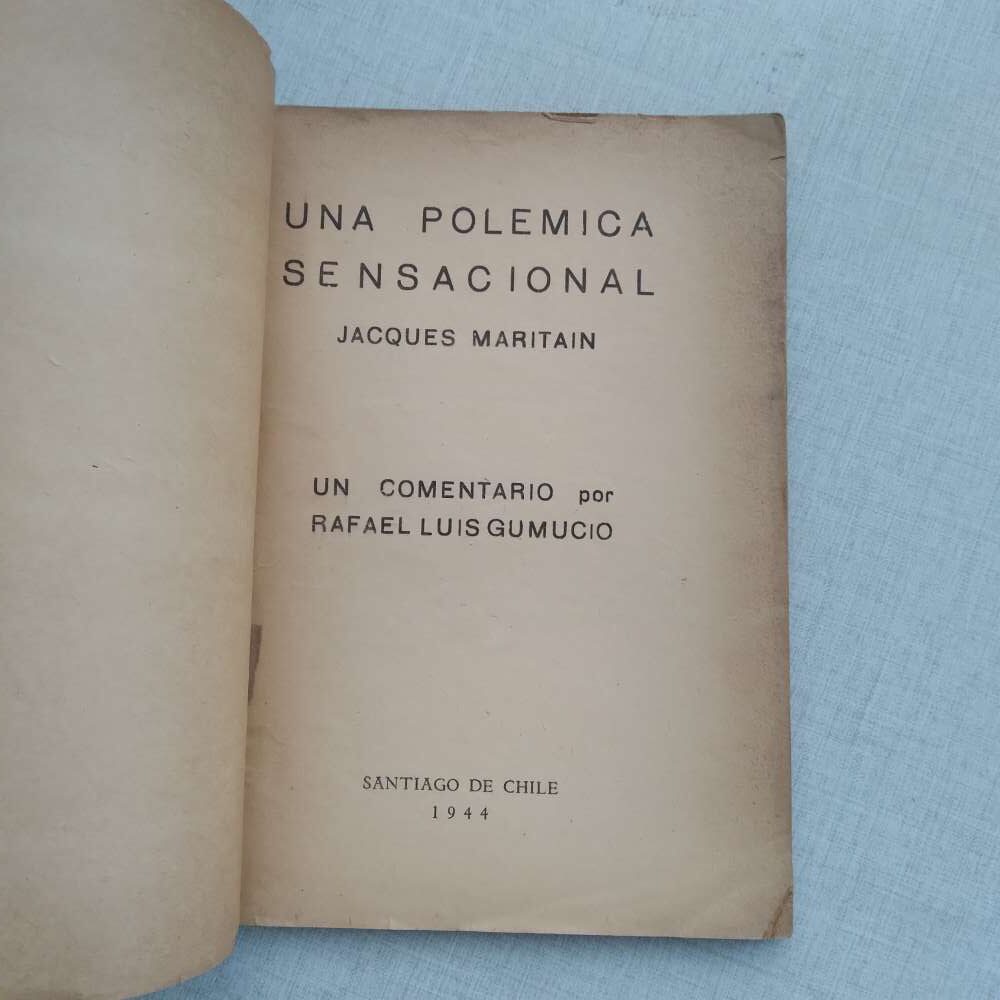 UNA POLEMICA
SENSACIONAL
JACQUES MARITAIN
UN COMENTARIO por
RAFAEL LUIS GUMUCIO
SANTIAGO DE CHILE
1944